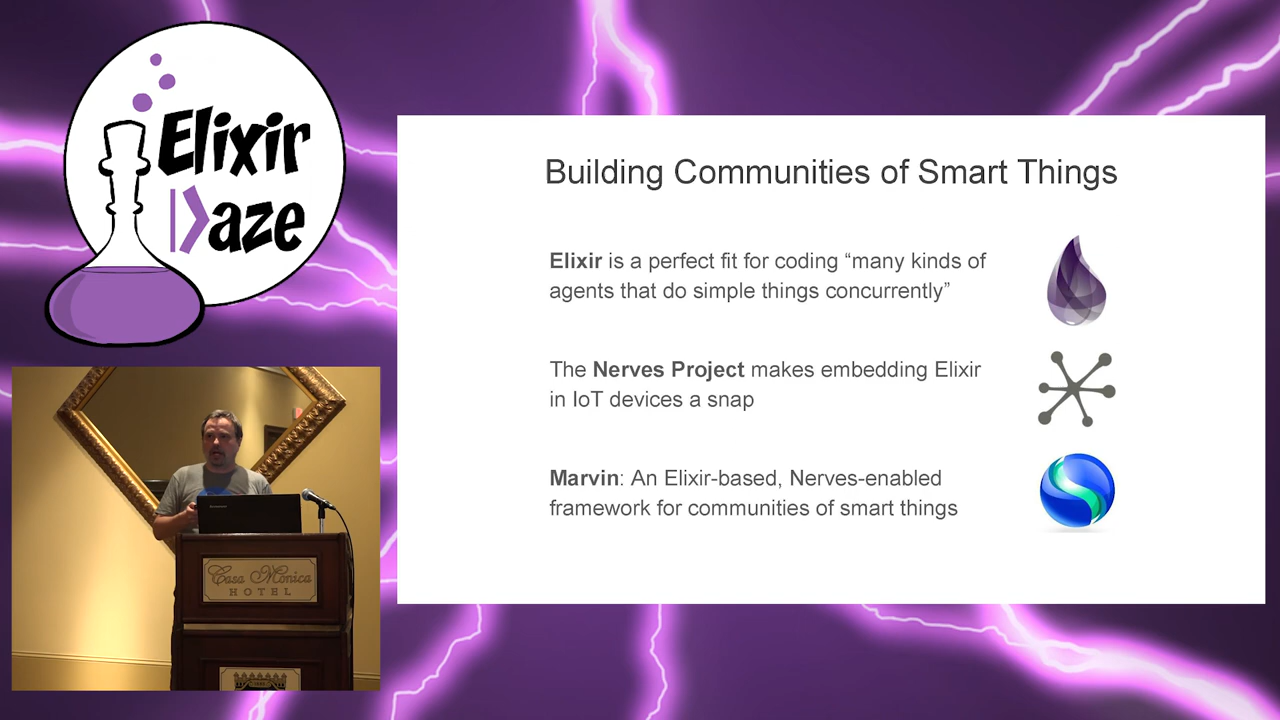 Elixir
Daze
Building Communities of Smart Things
Elixir is a perfect fit for coding “many kinds of
agents that do simple things concurrently”
The Nerves Project makes embedding Elixir
in IoT devices a snap
Marvin: An Elixir-based, Nerves-enabled
framework for communities of smart things
lenovo
Casa Monica
HOTEL